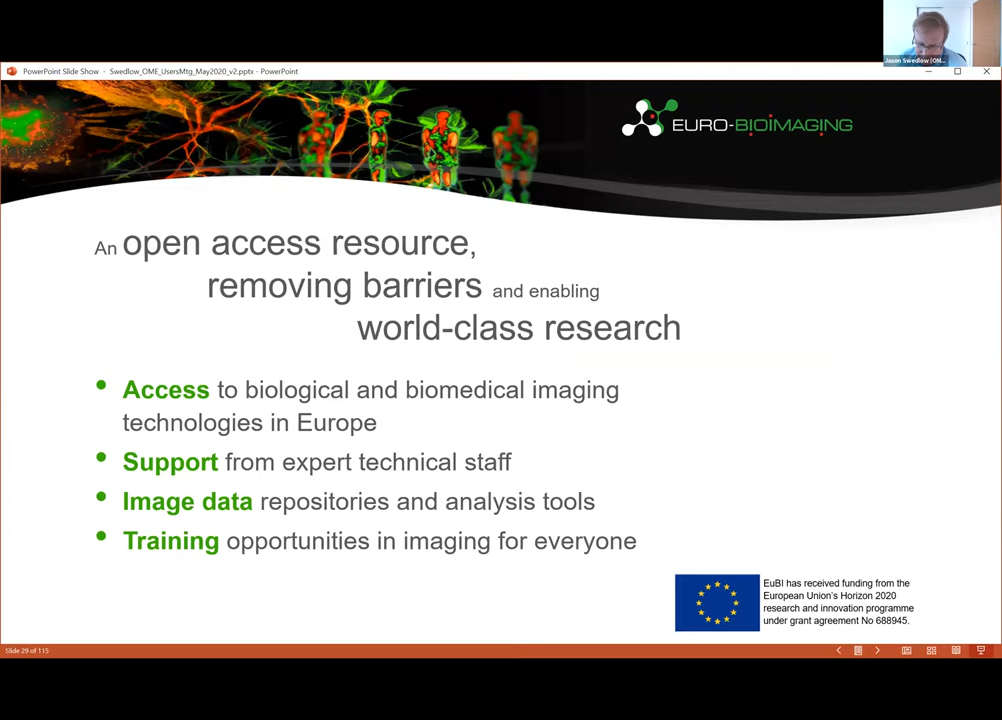 Jason Swedlow (OM...
PowerPoint Slide Show - Swedlow_OME_UsersMtg_May2020_v2.pptx - PowerPoint
EURO-BIOIMAGING
An open access resource,
removing barriers and enabling
world-class research
• Access to biological and biomedical imaging
technologies in Europe
• Support from expert technical staff
• Image data repositories and analysis tools
• Training opportunities in imaging for everyone
EuBI has received funding from the
European Union's Horizon 2020
research and innovation programme
under grant agreement No 688945.
Slide 29 of 115